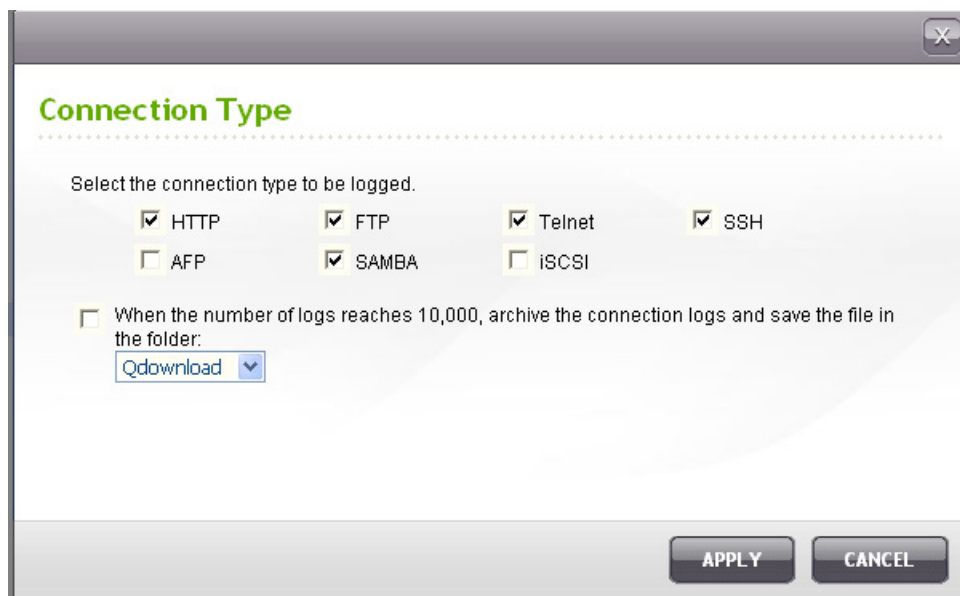 X
Connection Type
Select the connection type to be logged.
HTTP FTP Telnet SSH
AFP SAMBA iSCSI
When the number of logs reaches 10,000, archive the connection logs and save the file in
the folder:
Qdownload
APPLY CANCEL